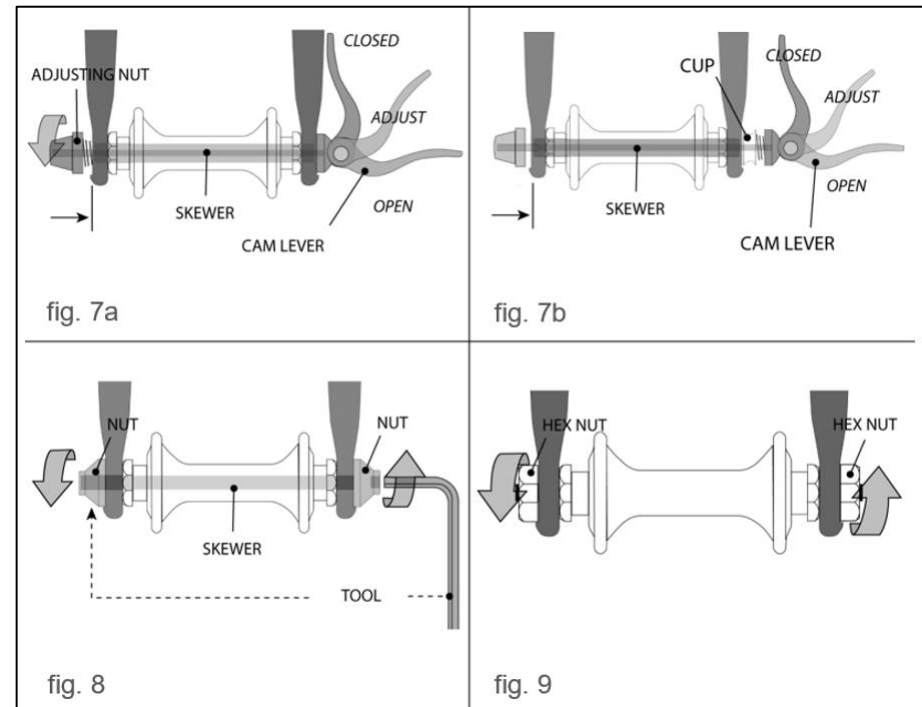 CLOSED
ADJUSTING NUT
ADJUST
SKEWER
OPEN
CAM LEVER
fig. 7a
CLOSED
CUP
ADJUST
SKEWER
OPEN
CAM LEVER
fig. 7b
NUT
NUT
SKEWER
TOOL
fig. 8
HEX NUT
HEX NUT
fig. 9